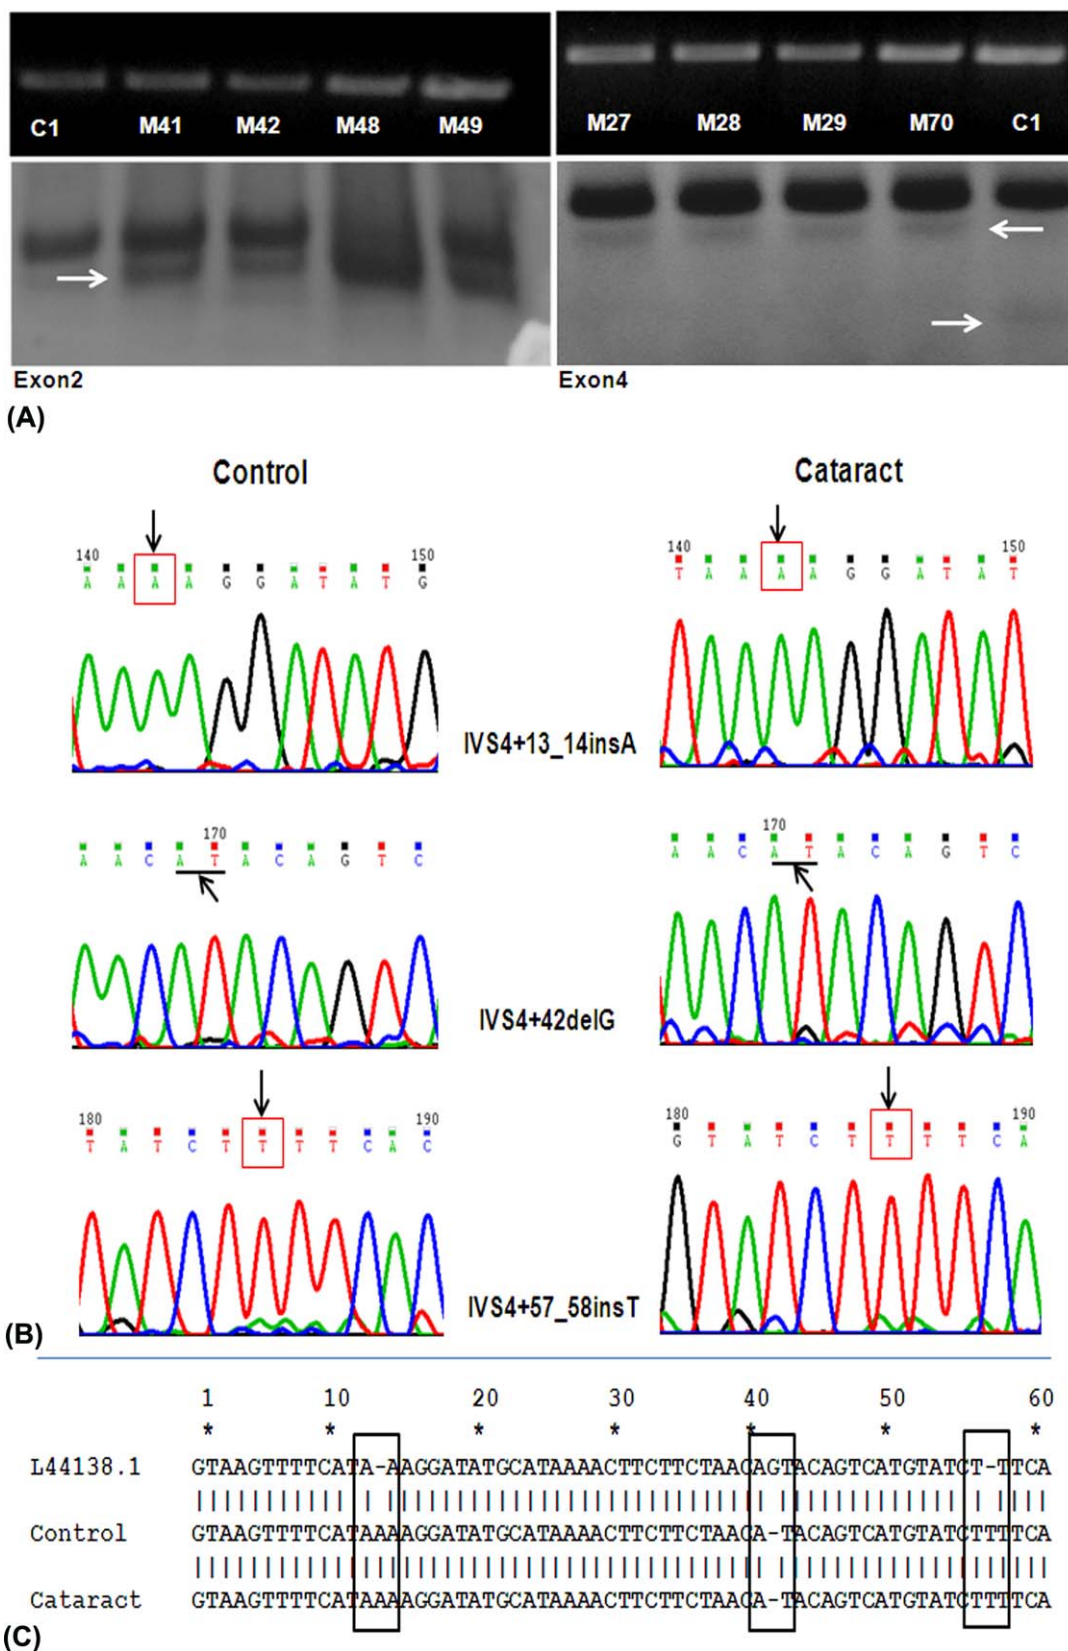 C1 M41 M42 M48 M49
M27 M28 M29 M70 C1
Exon2
Exon4
(A)
Control
Cataract
140 150
A A A A G G A T A T G
140 150
T A A A A G G A T A T
IVS4+13_14insA
170
A A C A T A C A G T C
170
A A C A T A C A G T C
IVS4+42delG
180 190
T A T C T T T T C A C
180 190
G T A T C T T T T C A
IVS4+57_58insT
(B)
1 10 20 30 40 50 60
* * * * * * *
L44138.1 GTAAGTTTTCATA-AAGGATATGCATAAAACTTCTTCTAACAGTACAGTCATGTATCT-TTCA
Control GTAAGTTTTCATAAAAGGATATGCATAAAACTTCTTCTAACA-TACAGTCATGTATCTTTTCA
Cataract GTAAGTTTTCATAAAAGGATATGCATAAAACTTCTTCTAACA-TACAGTCATGTATCTTTTCA
(C)